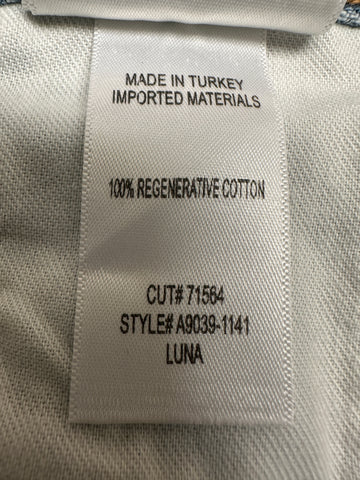 MADE IN TURKEY
IMPORTED MATERIALS
100% REGENERATIVE COTTON
CUT# 71564
STYLE# A9039-1141
LUNA